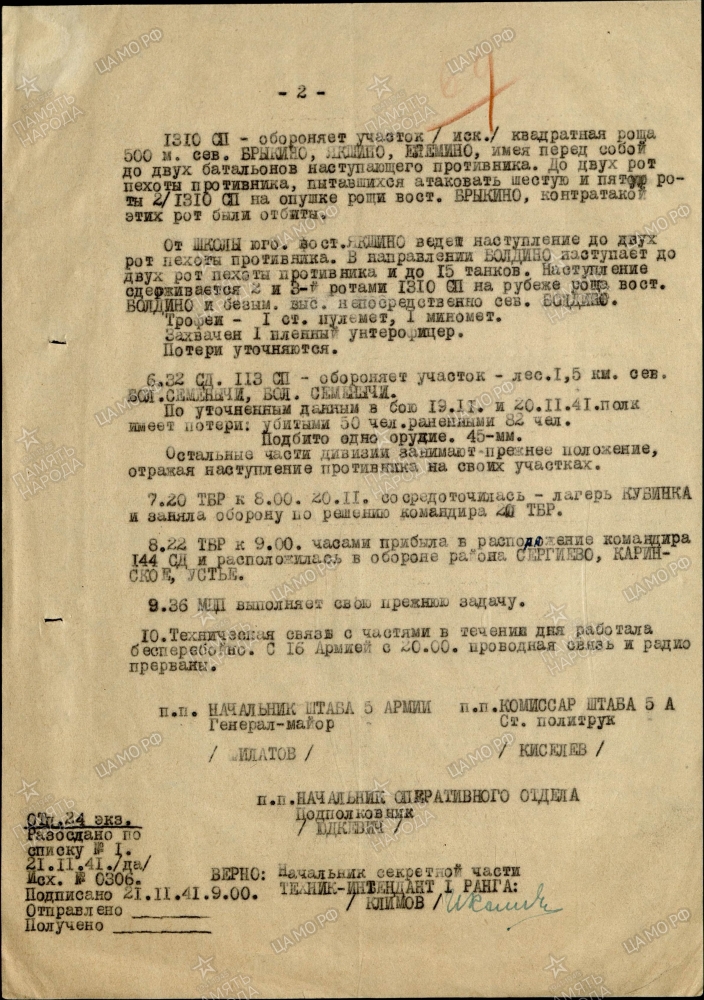 - 2 -
1310 СП - обороняет участок / иск./ квадратная роща
500 м. сев. БРЫКИНО, ЯКШИНО, ЕРЕМИНО, имея перед собой
до двух батальонов наступающего противника. До двух рот
пехоты противника, пытавшихся атаковать шестую и пятую ро-
ты 2/1310 СП на опушке рощи вост. БРЫКИНО, контратакой
этих рот были отбиты.
От ШКОЛЫ юго. вост.ЯКШИНО ведет наступление до двух
рот пехоты противника. В направлении БОЛДИНО наступает до
двух рот пехоты противника и до 15 танков. Наступление
сдерживается 2 и 3-й ротами 1310 СП на рубеже роща вост.
БОЛДИНО и безым. выс. непосредственно сев. БОЛДИНО.
Трофеи - 1 ст. пулемет, 1 миномет.
Захвачен 1 пленный унтерофицер.
Потери уточняются.
6.32 СД. 113 СП - обороняет участок - лес.1,5 км. сев.
БОЛ.СЕМЕНЫЧИ, БОЛ. СЕМЕНЫЧИ.
По уточненным данным в бою 19.11. и 20.11.41.полк
имеет потери: убитыми 50 чел.раненными 82 чел.
Подбито одно орудие. 45-мм.
Остальные части дивизии занимают прежнее положение,
отражая наступление противника на своих участках.
7.20 ТБР к 8.00. 20.11. сосредоточилась - лагерь КУБИНКА
и заняла оборону по решению командира 20 ТБР.
8.22 ТБР к 9.00. часами прибыла в расположение командира
144 СД и расположилась в обороне района СЕРГИЕВО, КАРИН-
СКОЕ, УСТЬЕ.
9.36 МЦП выполняет свою прежнюю задачу.
10.Техническая связь с частями в течении дня работала
бесперебойно. С 16 Армией с 20.00. проводная связь и радио
прерваны.
п.п. НАЧАЛЬНИК ШТАБА 5 АРМИИ п.п.КОМИССАР ШТАБА 5 А
Генерал-майор Ст. политрук
/ ФИЛАТОВ / / КИСЕЛЕВ /
п.п.НАЧАЛЬНИК ОПЕРАТИВНОГО ОТДЕЛА
Подполковник
/ ЮДКЕВИЧ /
Отп.24 экз.
Разослано по
списку № 1.
21.11.41./да/
Исх. № 0306.
Подписано 21.11.41.9.00.
Отправлено
Получено
ВЕРНО: Начальник секретной части
ТЕХНИК-ИНТЕНДАНТ 1 РАНГА:
/ КЛИМОВ /